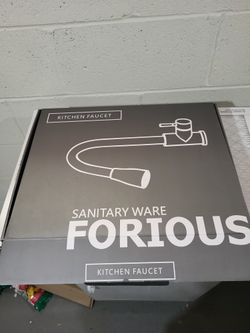 KITCHEN FAUCET
SANITARY WARE
FORIOUS
KITCHEN FAUCET